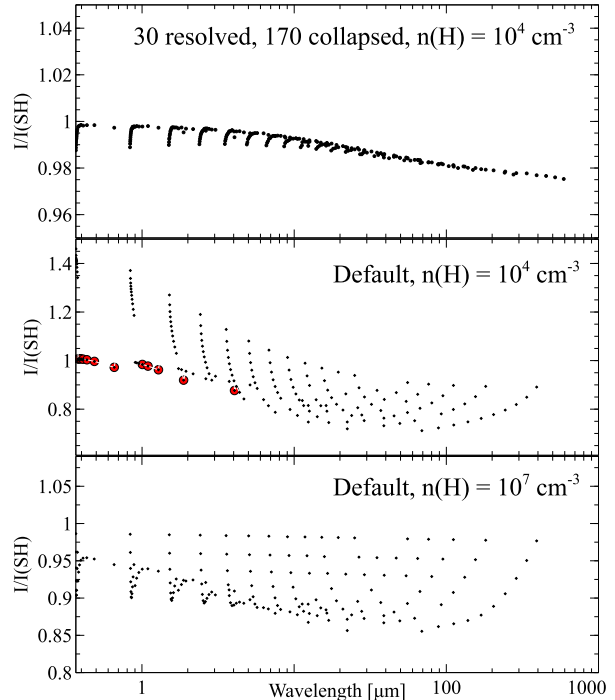 30 resolved, 170 collapsed, n(H) = 10⁴ cm⁻³
I/I(SH)
1.04
1.02
1
0.98
0.96
Default, n(H) = 10⁴ cm⁻³
I/I(SH)
1.4
1.2
1
0.8
Default, n(H) = 10⁷ cm⁻³
I/I(SH)
1.05
1
0.95
0.9
0.85
0.8
1
10
100
1000
Wavelength [μm]